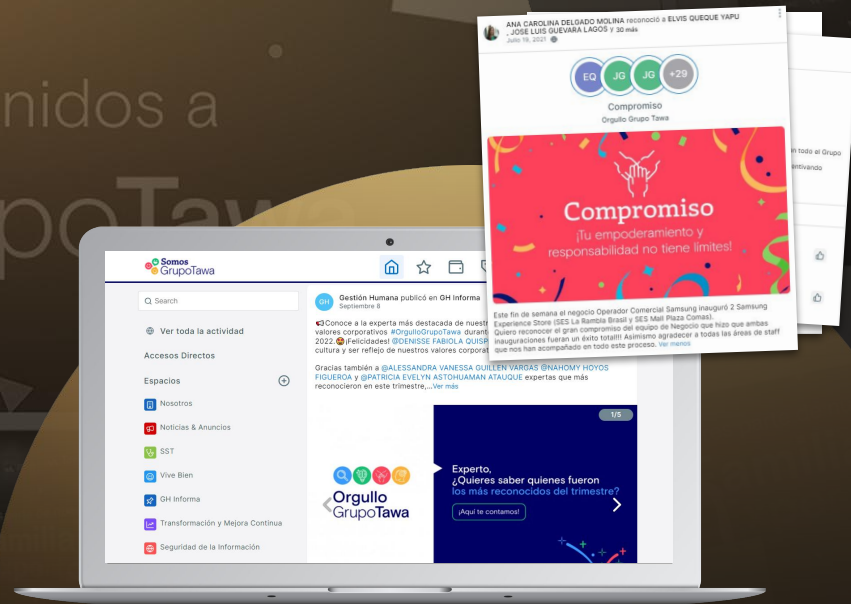 nidos a
poTawa
ANA CAROLINA DELGADO MOLINA reconoció a ELVIS QUEQUE YAPU
, JOSE LUIS GUEVARA LAGOS y 30 más
Julio 19, 2021
EQ
JG
JG
+29
Compromiso
Orgullo Grupo Tawa
Compromiso
¡Tu empoderamiento y
responsabilidad no tiene límites!
Este fin de semana el negocio Operador Comercial Samsung inauguró 2 Samsung
Experience Store (SES La Rambla Brasil y SES Mall Plaza Comas).
Quiero reconocer el gran compromiso del equipo de Negocio que hizo que ambas
inauguraciones fueran un éxito total!!! Asimismo agradecer a todas las áreas de staff
que nos han acompañado en todo este proceso. Ver menos
en todo el Grupo
entivando
Somos
GrupoTawa
Search
Ver toda la actividad
Accesos Directos
Espacios
Nosotros
Noticias & Anuncios
SST
Vive Bien
GH Informa
Transformación y Mejora Continua
Seguridad de la Información
GH
Gestión Humana publicó en GH Informa
Septiembre 8
Conoce a la experta más destacada de nuestr
valores corporativos #OrgulloGrupoTawa durant
2022. ¡Felicidades! @DENISSE FABIOLA QUISP
cultura y ser reflejo de nuestros valores corporat
Gracias también a @ALESSANDRA VANESSA GUILLEN VARGAS @NAHOMY HOYOS
FIGUEROA y @PATRICIA EVELYN ASTOHUAMAN ATAUQUE expertas que más
reconocieron en este trimestre,...Ver más
1/5
Orgullo
GrupoTawa
Experto,
¿Quieres saber quienes fueron
los más reconocidos del trimestre?
¡Aquí te contamos!